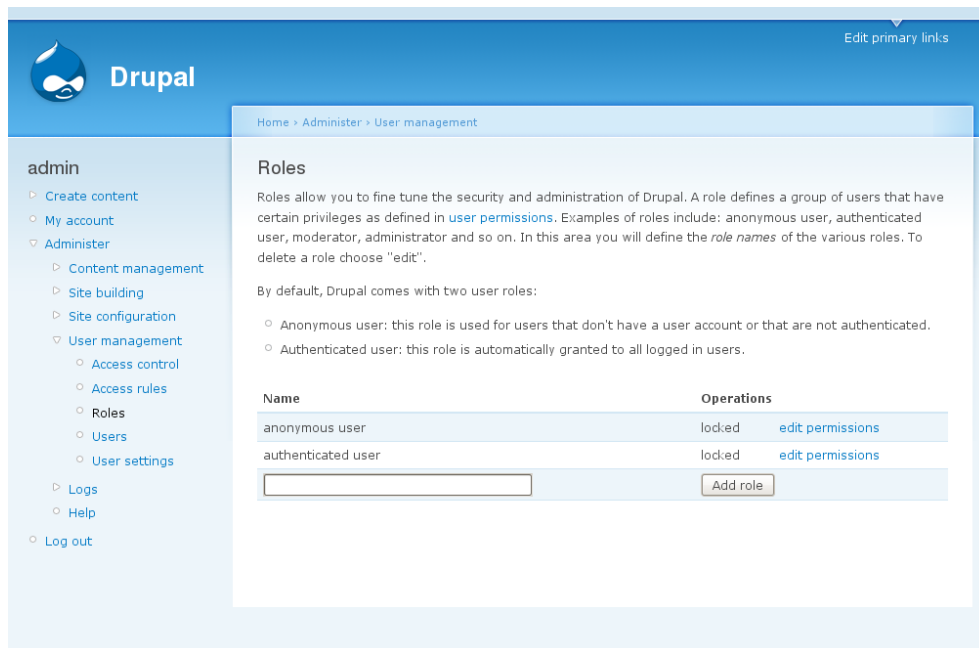 Edit primary links
Drupal
Home › Administer › User management
admin
Create content
My account
Administer
Content management
Site building
Site configuration
User management
Access control
Access rules
Roles
Users
User settings
Logs
Help
Log out
Roles
Roles allow you to fine tune the security and administration of Drupal. A role defines a group of users that have
certain privileges as defined in user permissions. Examples of roles include: anonymous user, authenticated
user, moderator, administrator and so on. In this area you will define the role names of the various roles. To
delete a role choose "edit".
By default, Drupal comes with two user roles:
Anonymous user: this role is used for users that don't have a user account or that are not authenticated.
Authenticated user: this role is automatically granted to all logged in users.
Name Operations
anonymous user locked edit permissions
authenticated user locked edit permissions
Add role